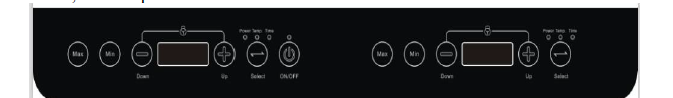 Power Temp. Time
Max Min
Down Up Select ON/OFF
Power Temp. Time
Max Min
Down Up Select